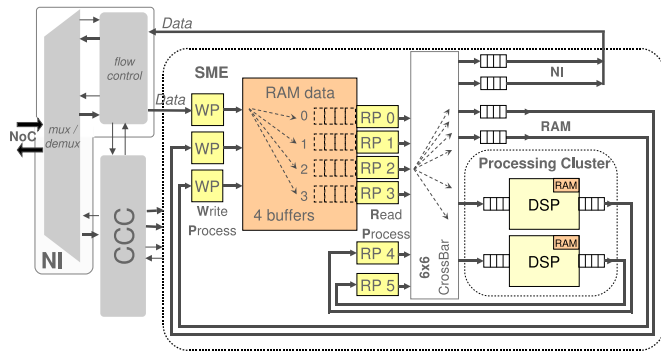 Data
flow
control
SME
RAM data
NI
NoC
mux /
demux
Data
WP
WP
WP
0
1
2
3
RP 0
RP 1
RP 2
RP 3
RAM
Processing Cluster
RAM
DSP
RAM
DSP
4 buffers
Write
Process
Read
Process
RP 4
RP 5
6x6
CrossBar
CCC
NI